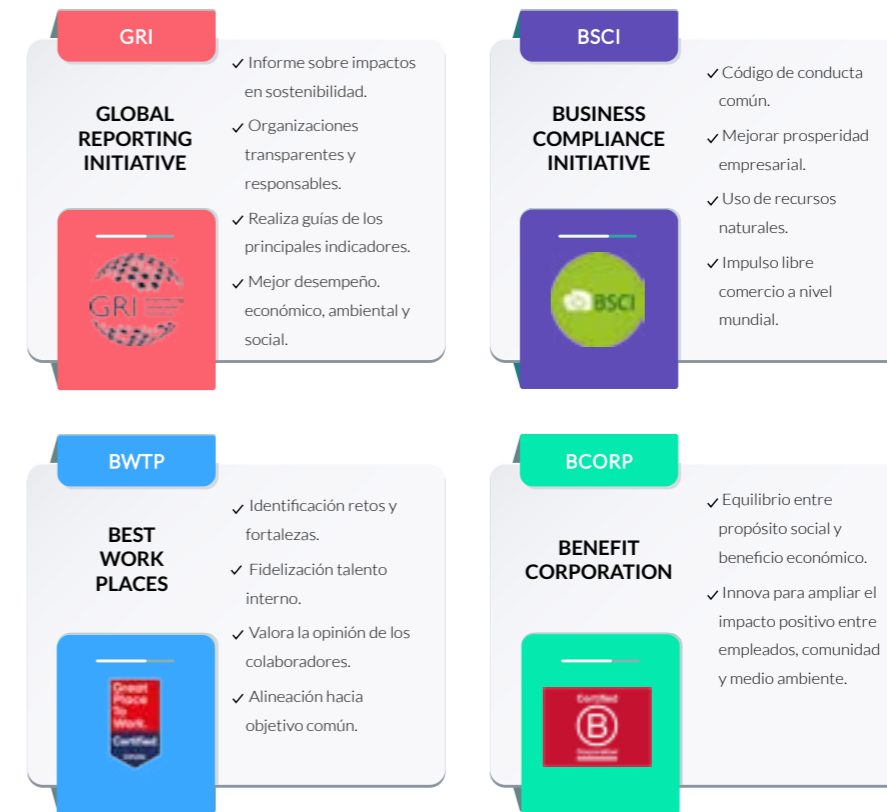 GRI
GLOBAL
REPORTING
INITIATIVE
GRI
✓ Informe sobre impactos
en sostenibilidad.
✓ Organizaciones
transparentes y
responsables.
✓ Realiza guías de los
principales indicadores.
✓ Mejor desempeño.
económico, ambiental y
social.
BSCI
BUSINESS
COMPLIANCE
INITIATIVE
BSCI
✓ Código de conducta
común.
✓ Mejorar prosperidad
empresarial.
✓ Uso de recursos
naturales.
✓ Impulso libre
comercio a nivel
mundial.
BWTP
BEST
WORK
PLACES
Great
Place
To
Work.
Certified
✓ Identificación retos y
fortalezas.
✓ Fidelización talento
interno.
✓ Valora la opinión de los
colaboradores.
✓ Alineación hacia
objetivo común.
BCORP
BENEFIT
CORPORATION
Certified
B
Corporation
✓ Equilibrio entre
propósito social y
beneficio económico.
✓ Innova para ampliar el
impacto positivo entre
empleados, comunidad
y medio ambiente.